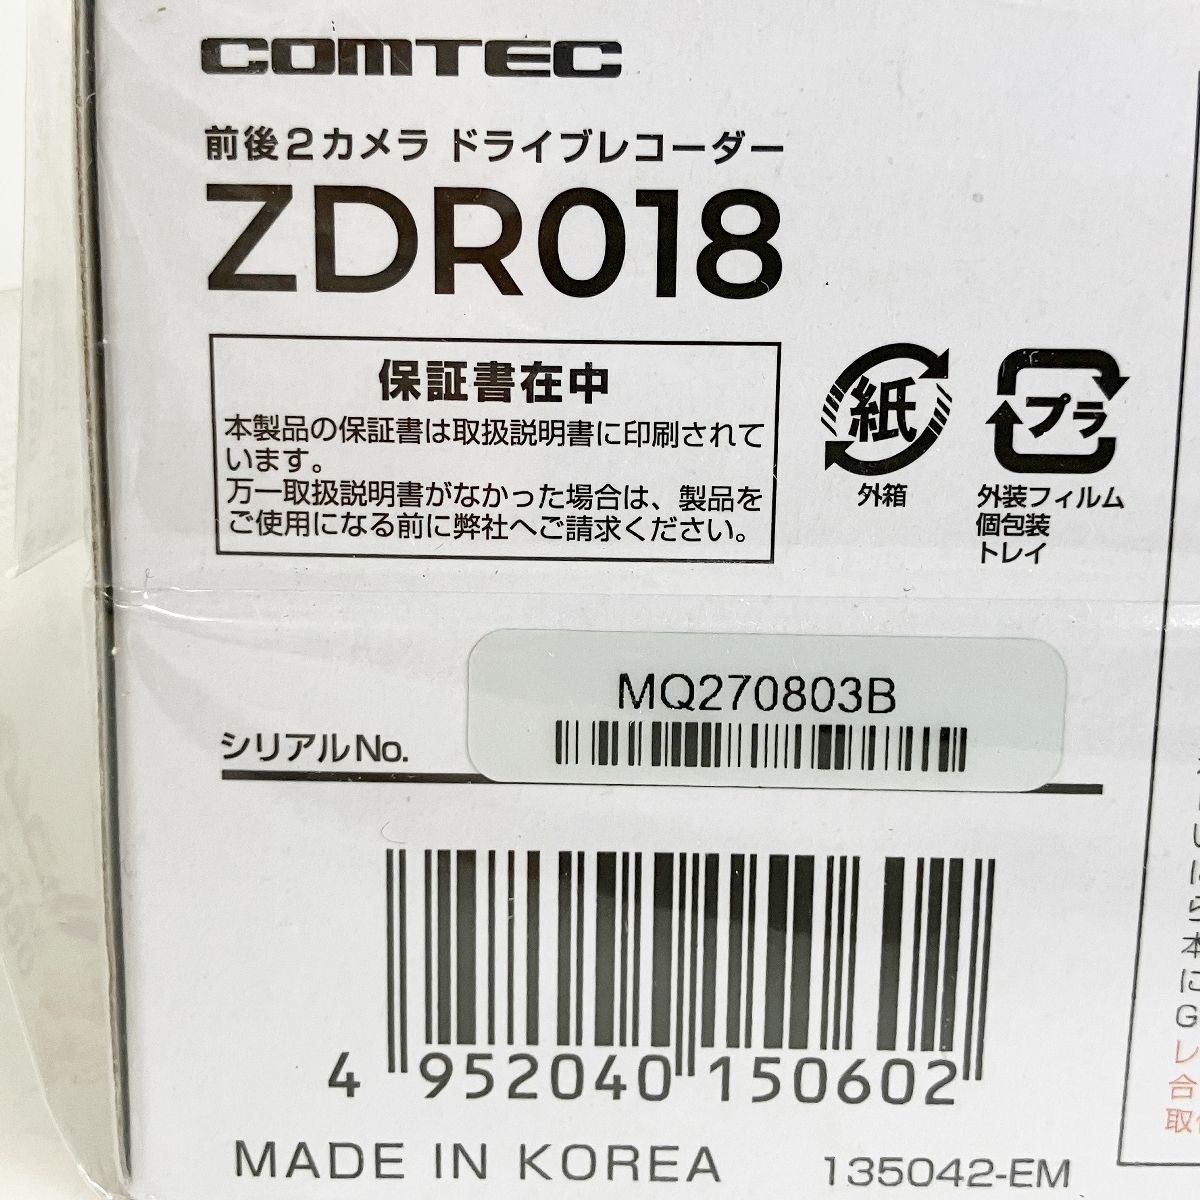 COMTEC
前後2カメラ ドライブレコーダー
ZDR018
保証書在中
本製品の保証書は取扱説明書に印刷されて
います。
万一取扱説明書がなかった場合は、製品を
ご使用になる前に弊社へご請求ください。
紙
外箱
プラ
外装フィルム
個包装
トレイ
シリアルNo.
MQ270803B
4 952040 150602
MADE IN KOREA
135042-EM
本
に
G
レ
合
取